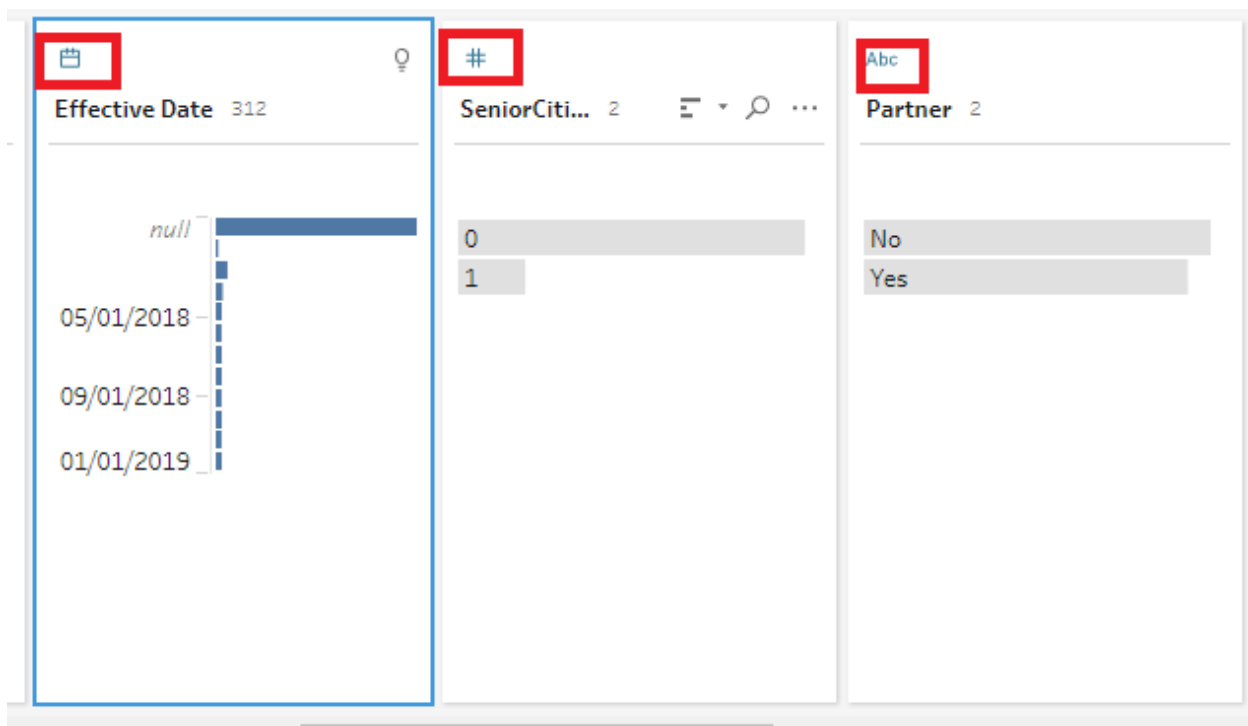 Effective Date 312
null
05/01/2018
09/01/2018
01/01/2019
#
SeniorCiti... 2
0
1
Abc
Partner 2
No
Yes